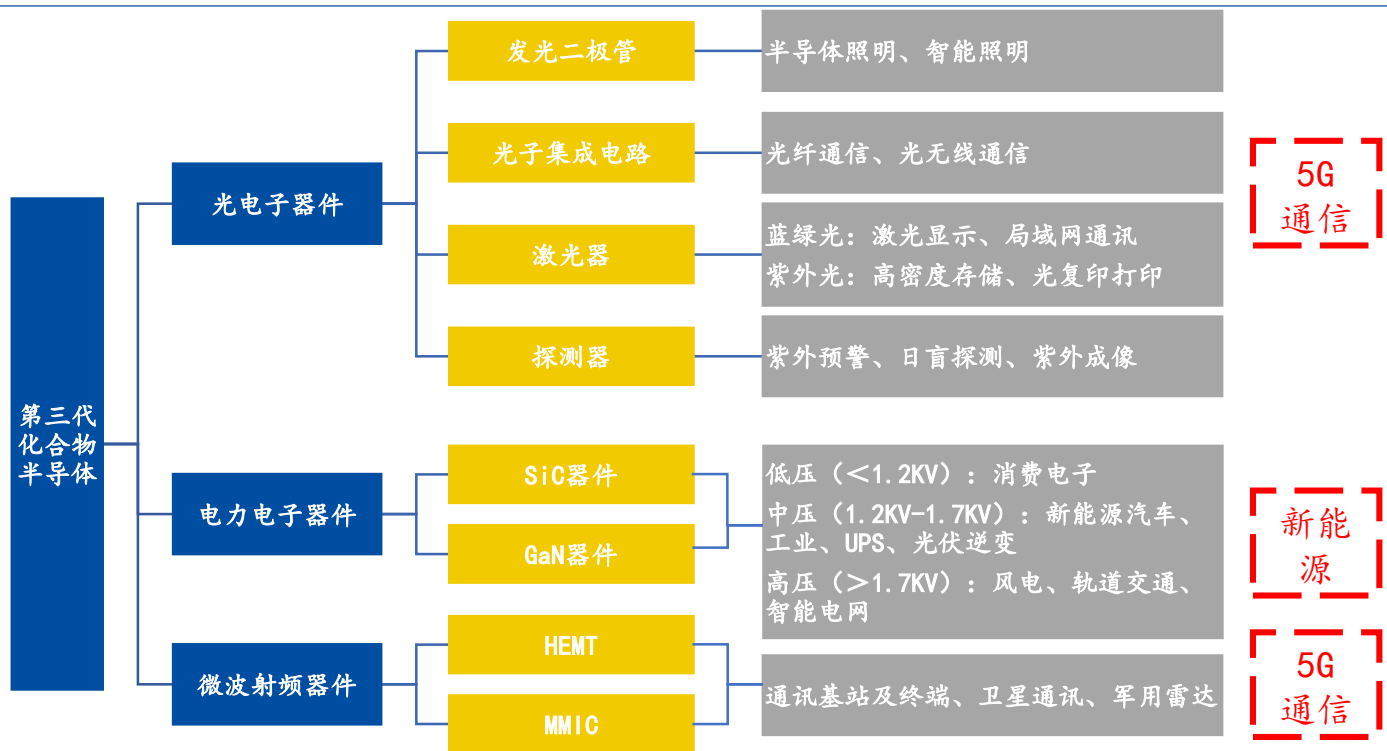 第三代
化合物
半导体
光电子器件
发光二极管
半导体照明、智能照明
光子集成电路
光纤通信、光无线通信
激光器
蓝绿光：激光显示、局域网通讯
紫外光：高密度存储、光复印打印
探测器
紫外预警、日盲探测、紫外成像
5G
通信
电力电子器件
SiC器件
GaN器件
低压（＜1.2KV）：消费电子
中压（1.2KV-1.7KV）：新能源汽车、
工业、UPS、光伏逆变
高压（＞1.7KV）：风电、轨道交通、
智能电网
新能
源
微波射频器件
HEMT
MMIC
通讯基站及终端、卫星通讯、军用雷达
5G
通信